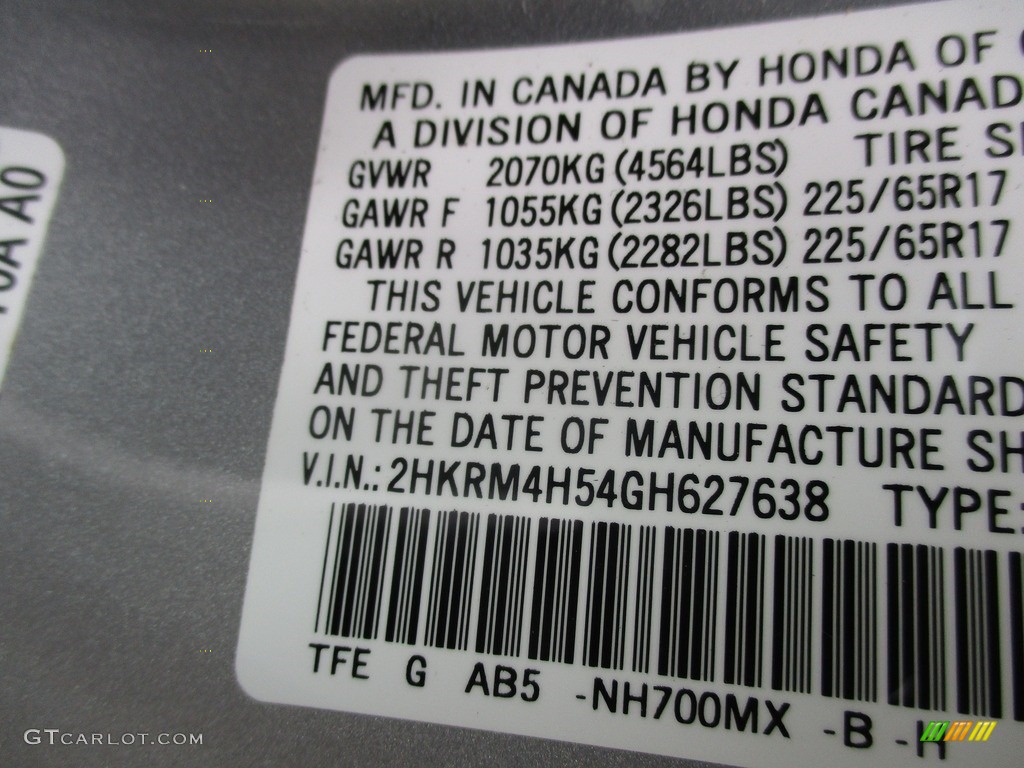 MFD. IN CANADA BY HONDA OF
A DIVISION OF HONDA CANAD
GVWR 2070KG (4564LBS) TIRE SI
GAWR F 1055KG (2326LBS) 225/65R17
GAWR R 1035KG (2282LBS) 225/65R17
THIS VEHICLE CONFORMS TO ALL
FEDERAL MOTOR VEHICLE SAFETY
AND THEFT PREVENTION STANDARD
ON THE DATE OF MANUFACTURE SH
V.I.N.: 2HKRM4H54GH627638 TYPE:
TFE G AB5 -NH700MX -B -H
A0
GTCARLOT.COM